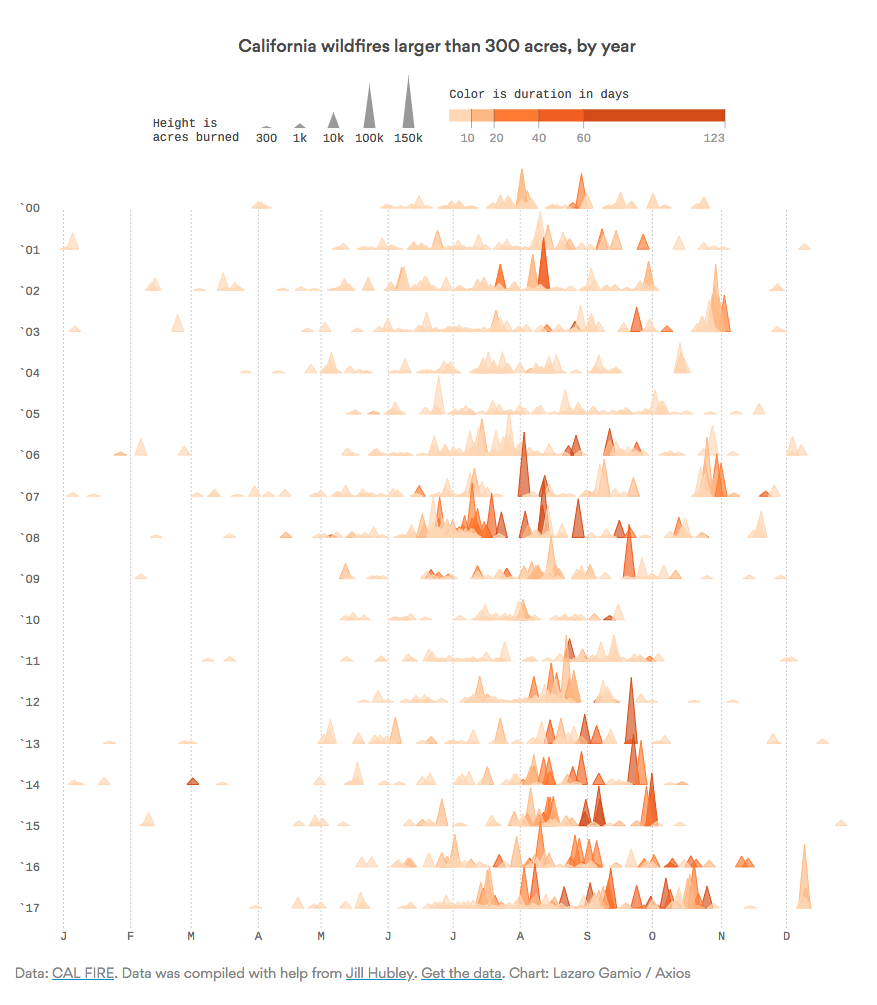 California wildfires larger than 300 acres, by year
Color is duration in days
Height is
acres burned
300 1k 10k 100k 150k
10 20 40 60 123
`00
`01
`02
`03
`04
`05
`06
`07
`08
`09
`10
`11
`12
`13
`14
`15
`16
`17
J F M A M J J A S O N D
Data: CAL FIRE. Data was compiled with help from Jill Hubley. Get the data. Chart: Lazaro Gamio / Axios